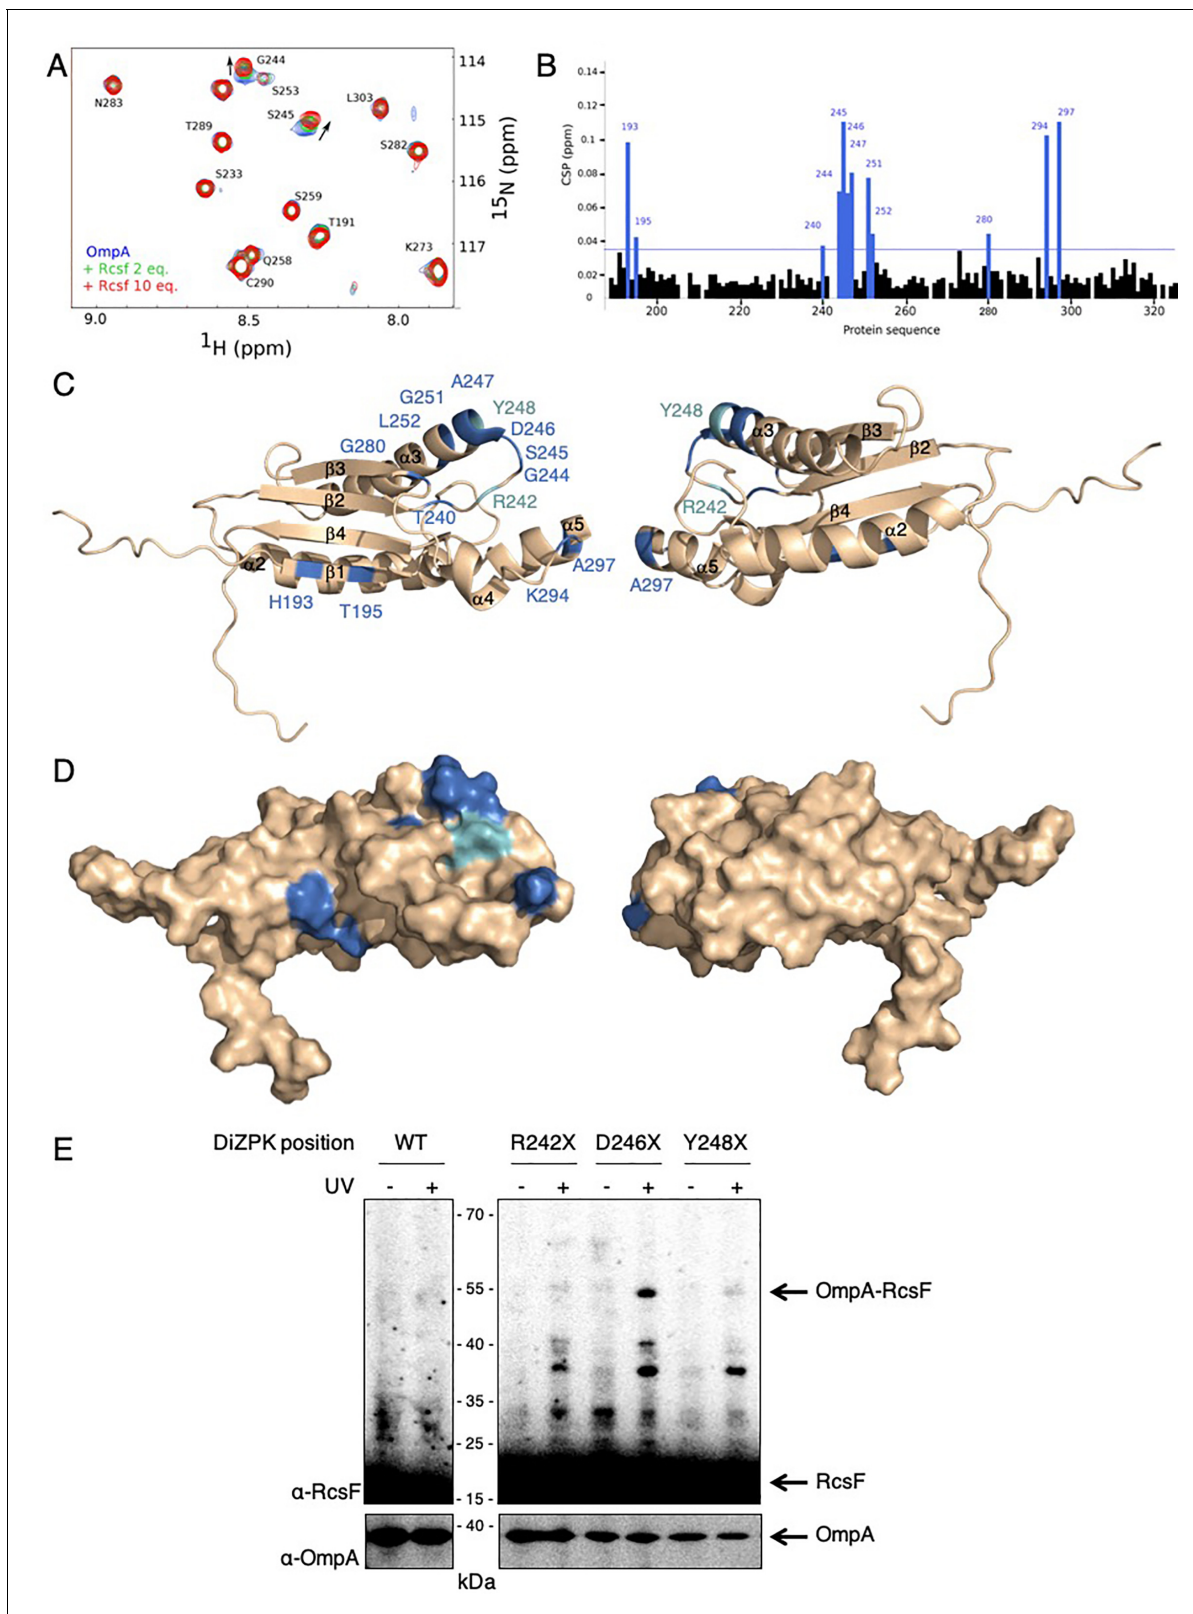 A
G244
S253
N283
L303
S245
T289
S282
S233
S259
T191
Q258
C290
K273
OmpA
+ Rcsf 2 eq.
+ Rcsf 10 eq.
114
115
116
117
15N (ppm)
9.0
8.5
8.0
1H (ppm)
B
0.14
0.12
0.1
0.08
0.06
0.04
0.02
0
CSP (ppm)
193
195
240
244
245
246
247
251
252
280
294
297
200
220
240
260
280
300
320
Protein sequence
C
A247
G251
Y248
L252
D246
G280
S245
α3
G244
β3
R242
β2
T240
β4
α5
α2
β1
A297
H193
α4
K294
T195
Y248
α3
β3
β2
R242
β4
α2
α5
A297
D
E
DiZPK position WT R242X D246X Y248X
UV - + - + - + - +
- 70 -
- 55 -
OmpA-RcsF
- 40 -
- 35 -
- 25 -
RcsF
α-RcsF
- 15 -
- 40 -
OmpA
α-OmpA
kDa